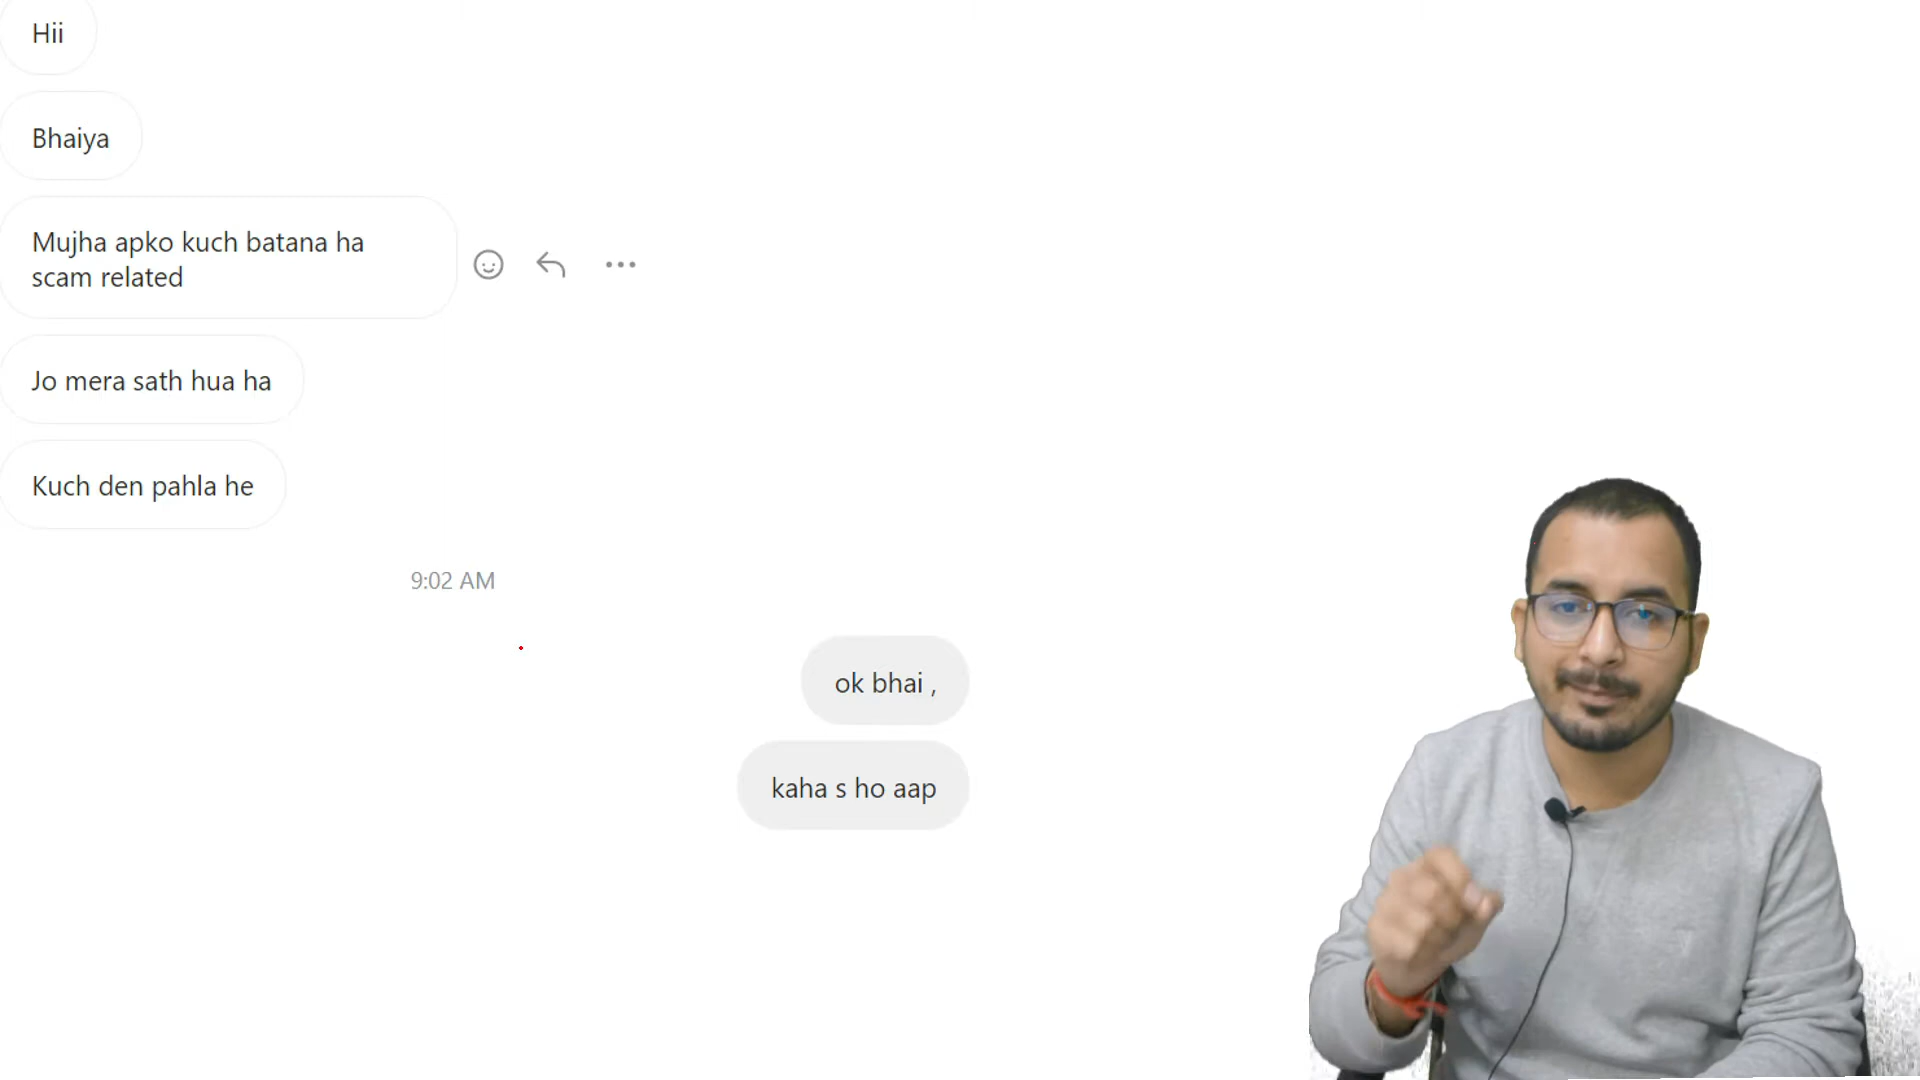 Hii
Bhaiya
Mujha apko kuch batana ha
scam related
Jo mera sath hua ha
Kuch den pahla he
9:02 AM
ok bhai ,
kaha s ho aap